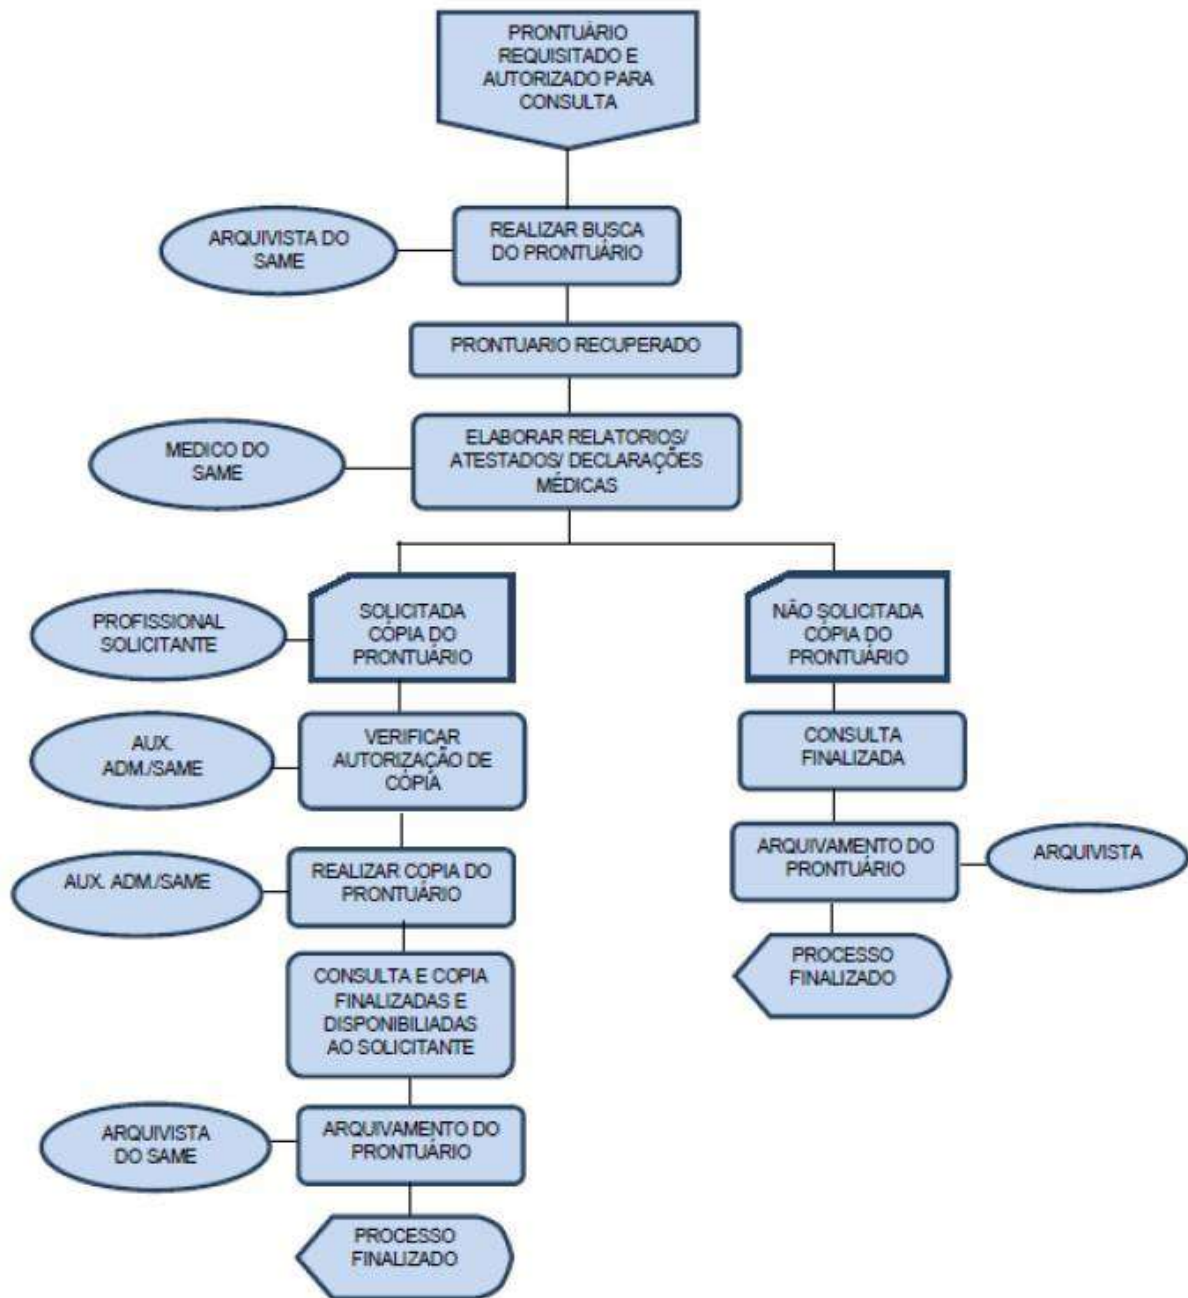 PRONTUÁRIO
REQUISITADO E
AUTORIZADO PARA
CONSULTA
ARQUIVISTA DO
SAME
REALIZAR BUSCA
DO PRONTUÁRIO
PRONTUARIO RECUPERADO
MEDICO DO
SAME
ELABORAR RELATORIOS/
ATESTADOS/ DECLARAÇÕES
MÉDICAS
PROFISSIONAL
SOLICITANTE
SOLICITADA
CÓPIA DO
PRONTUÁRIO
NÃO SOLICITADA
CÓPIA DO
PRONTUÁRIO
AUX.
ADM./SAME
VERIFICAR
AUTORIZAÇÃO DE
CÓPIA
CONSULTA
FINALIZADA
AUX. ADM./SAME
REALIZAR COPIA DO
PRONTUÁRIO
ARQUIVAMENTO DO
PRONTUÁRIO
ARQUIVISTA
CONSULTA E COPIA
FINALIZADAS E
DISPONIBILIADAS
AO SOLICITANTE
PROCESSO
FINALIZADO
ARQUIVISTA
DO SAME
ARQUIVAMENTO DO
PRONTUÁRIO
PROCESSO
FINALIZADO